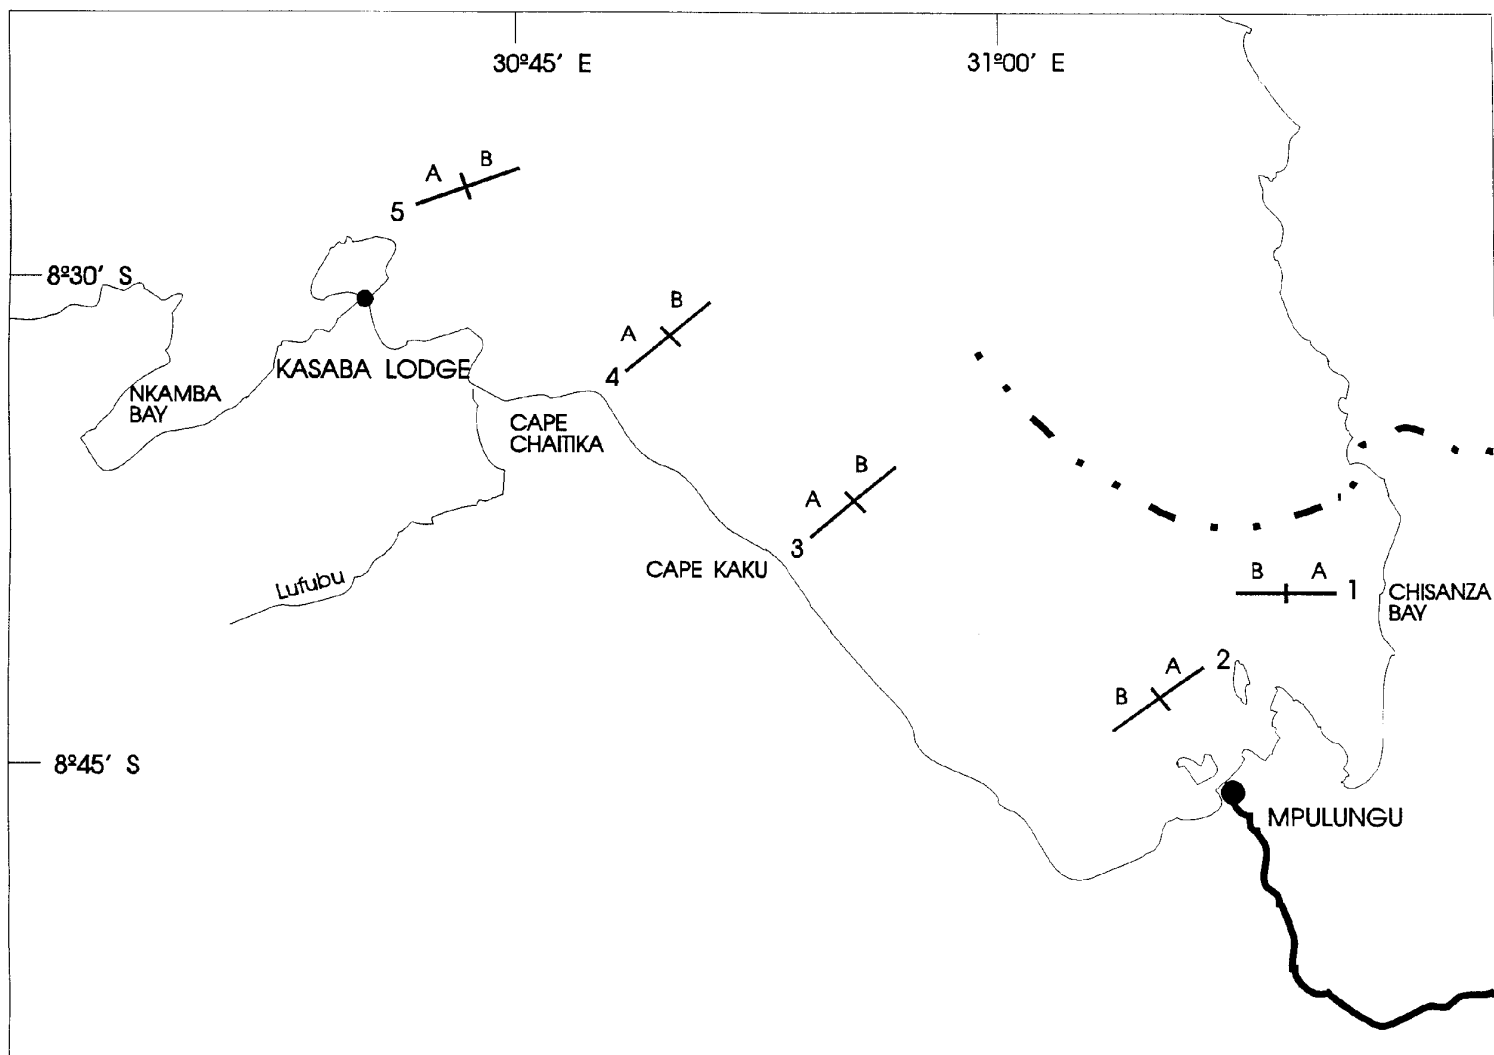 30º45' E
31º00' E
A B
5
8º30' S
B
A
4
KASABA LODGE
NKAMBA
BAY
CAPE
CHAITIKA
B
A
3
CAPE KAKU
Lufubu
B A 1
CHISANZA
BAY
A 2
B
8º45' S
MPULUNGU